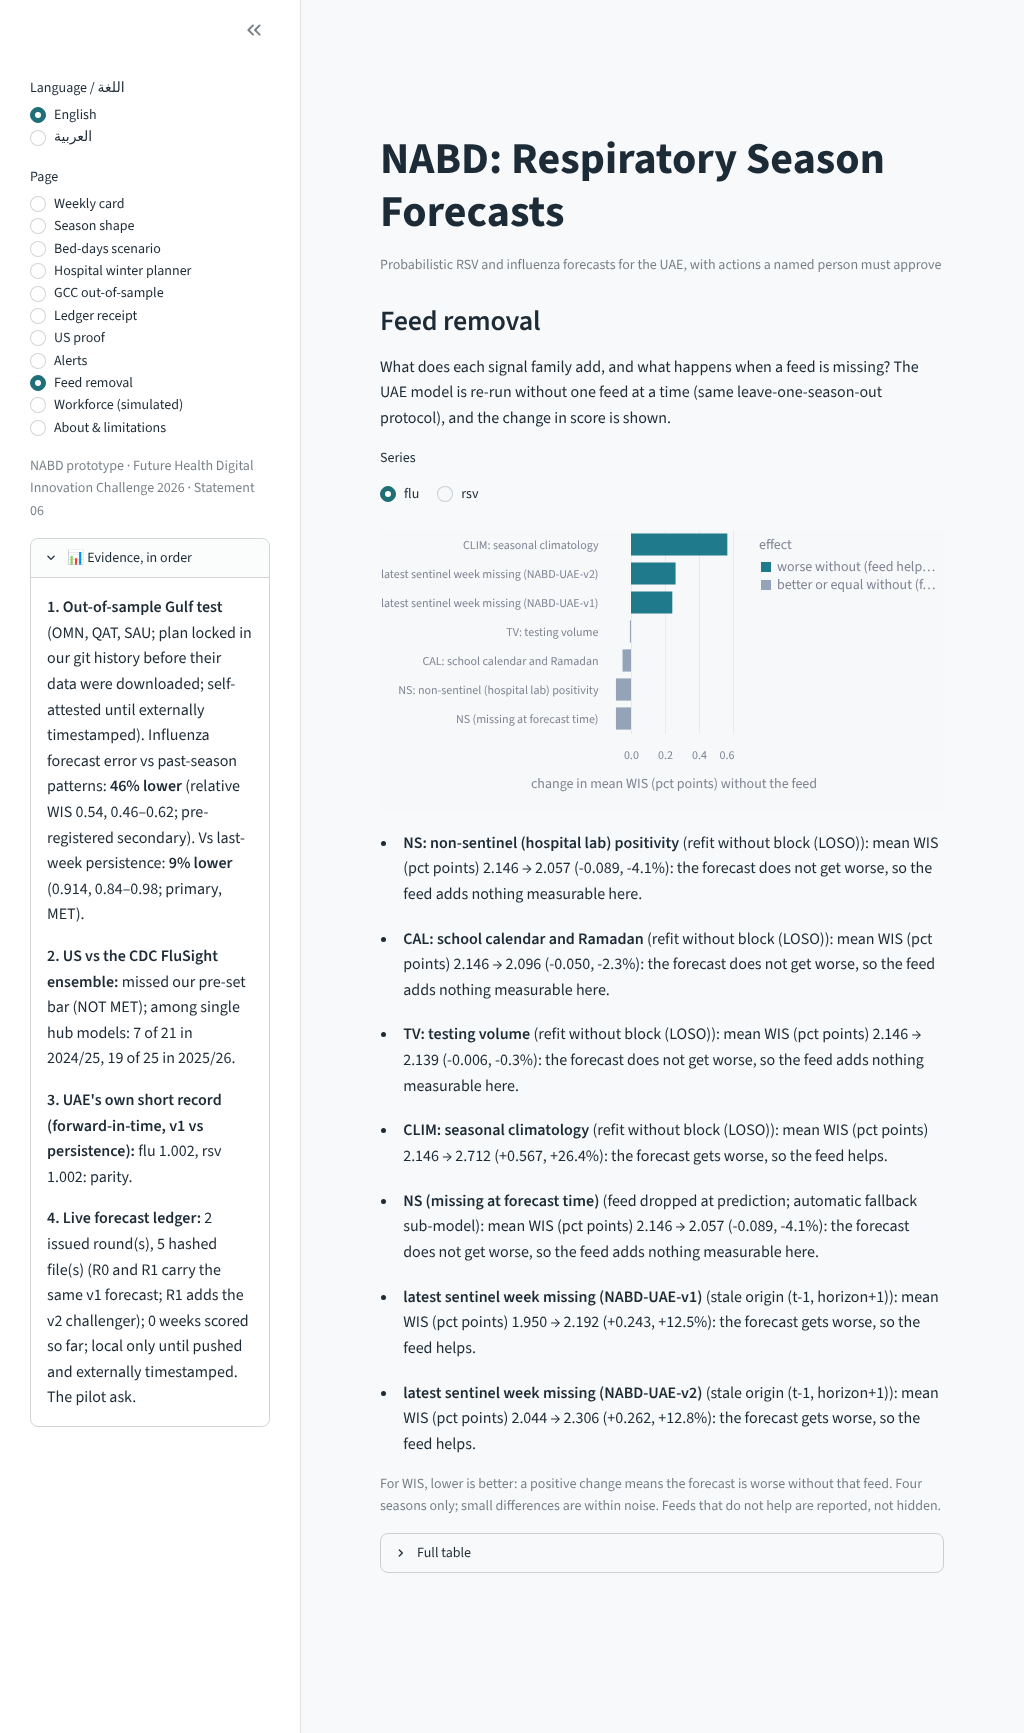 Language / اللغة
English
العربية
Page
Weekly card
Season shape
Bed-days scenario
Hospital winter planner
GCC out-of-sample
Ledger receipt
US proof
Alerts
Feed removal
Workforce (simulated)
About & limitations
NABD prototype · Future Health Digital
Innovation Challenge 2026 · Statement
06
📊 Evidence, in order
1. Out-of-sample Gulf test
(OMN, QAT, SAU; plan locked in
our git history before their
data were downloaded; self-
attested until externally
timestamped). Influenza
forecast error vs past-season
patterns: 46% lower (relative
WIS 0.54, 0.46–0.62; pre-
registered secondary). Vs last-
week persistence: 9% lower
(0.914, 0.84–0.98; primary,
MET).
2. US vs the CDC FluSight
ensemble: missed our pre-set
bar (NOT MET); among single
hub models: 7 of 21 in
2024/25, 19 of 25 in 2025/26.
3. UAE's own short record
(forward-in-time, v1 vs
persistence): flu 1.002, rsv
1.002: parity.
4. Live forecast ledger: 2
issued round(s), 5 hashed
file(s) (R0 and R1 carry the
same v1 forecast; R1 adds the
v2 challenger); 0 weeks scored
so far; local only until pushed
and externally timestamped.
The pilot ask.
NABD: Respiratory Season
Forecasts
Probabilistic RSV and influenza forecasts for the UAE, with actions a named person must approve
Feed removal
What does each signal family add, and what happens when a feed is missing? The
UAE model is re-run without one feed at a time (same leave-one-season-out
protocol), and the change in score is shown.
Series
flu rsv
CLIM: seasonal climatology
latest sentinel week missing (NABD-UAE-v2)
latest sentinel week missing (NABD-UAE-v1)
TV: testing volume
CAL: school calendar and Ramadan
NS: non-sentinel (hospital lab) positivity
NS (missing at forecast time)
0.0 0.2 0.4 0.6
change in mean WIS (pct points) without the feed
effect
worse without (feed help…
better or equal without (f…
• NS: non-sentinel (hospital lab) positivity (refit without block (LOSO)): mean WIS
(pct points) 2.146 → 2.057 (-0.089, -4.1%): the forecast does not get worse, so the
feed adds nothing measurable here.
• CAL: school calendar and Ramadan (refit without block (LOSO)): mean WIS (pct
points) 2.146 → 2.096 (-0.050, -2.3%): the forecast does not get worse, so the feed
adds nothing measurable here.
• TV: testing volume (refit without block (LOSO)): mean WIS (pct points) 2.146 →
2.139 (-0.006, -0.3%): the forecast does not get worse, so the feed adds nothing
measurable here.
• CLIM: seasonal climatology (refit without block (LOSO)): mean WIS (pct points)
2.146 → 2.712 (+0.567, +26.4%): the forecast gets worse, so the feed helps.
• NS (missing at forecast time) (feed dropped at prediction; automatic fallback
sub-model): mean WIS (pct points) 2.146 → 2.057 (-0.089, -4.1%): the forecast
does not get worse, so the feed adds nothing measurable here.
• latest sentinel week missing (NABD-UAE-v1) (stale origin (t-1, horizon+1)): mean
WIS (pct points) 1.950 → 2.192 (+0.243, +12.5%): the forecast gets worse, so the
feed helps.
• latest sentinel week missing (NABD-UAE-v2) (stale origin (t-1, horizon+1)): mean
WIS (pct points) 2.044 → 2.306 (+0.262, +12.8%): the forecast gets worse, so the
feed helps.
For WIS, lower is better: a positive change means the forecast is worse without that feed. Four
seasons only; small differences are within noise. Feeds that do not help are reported, not hidden.
Full table